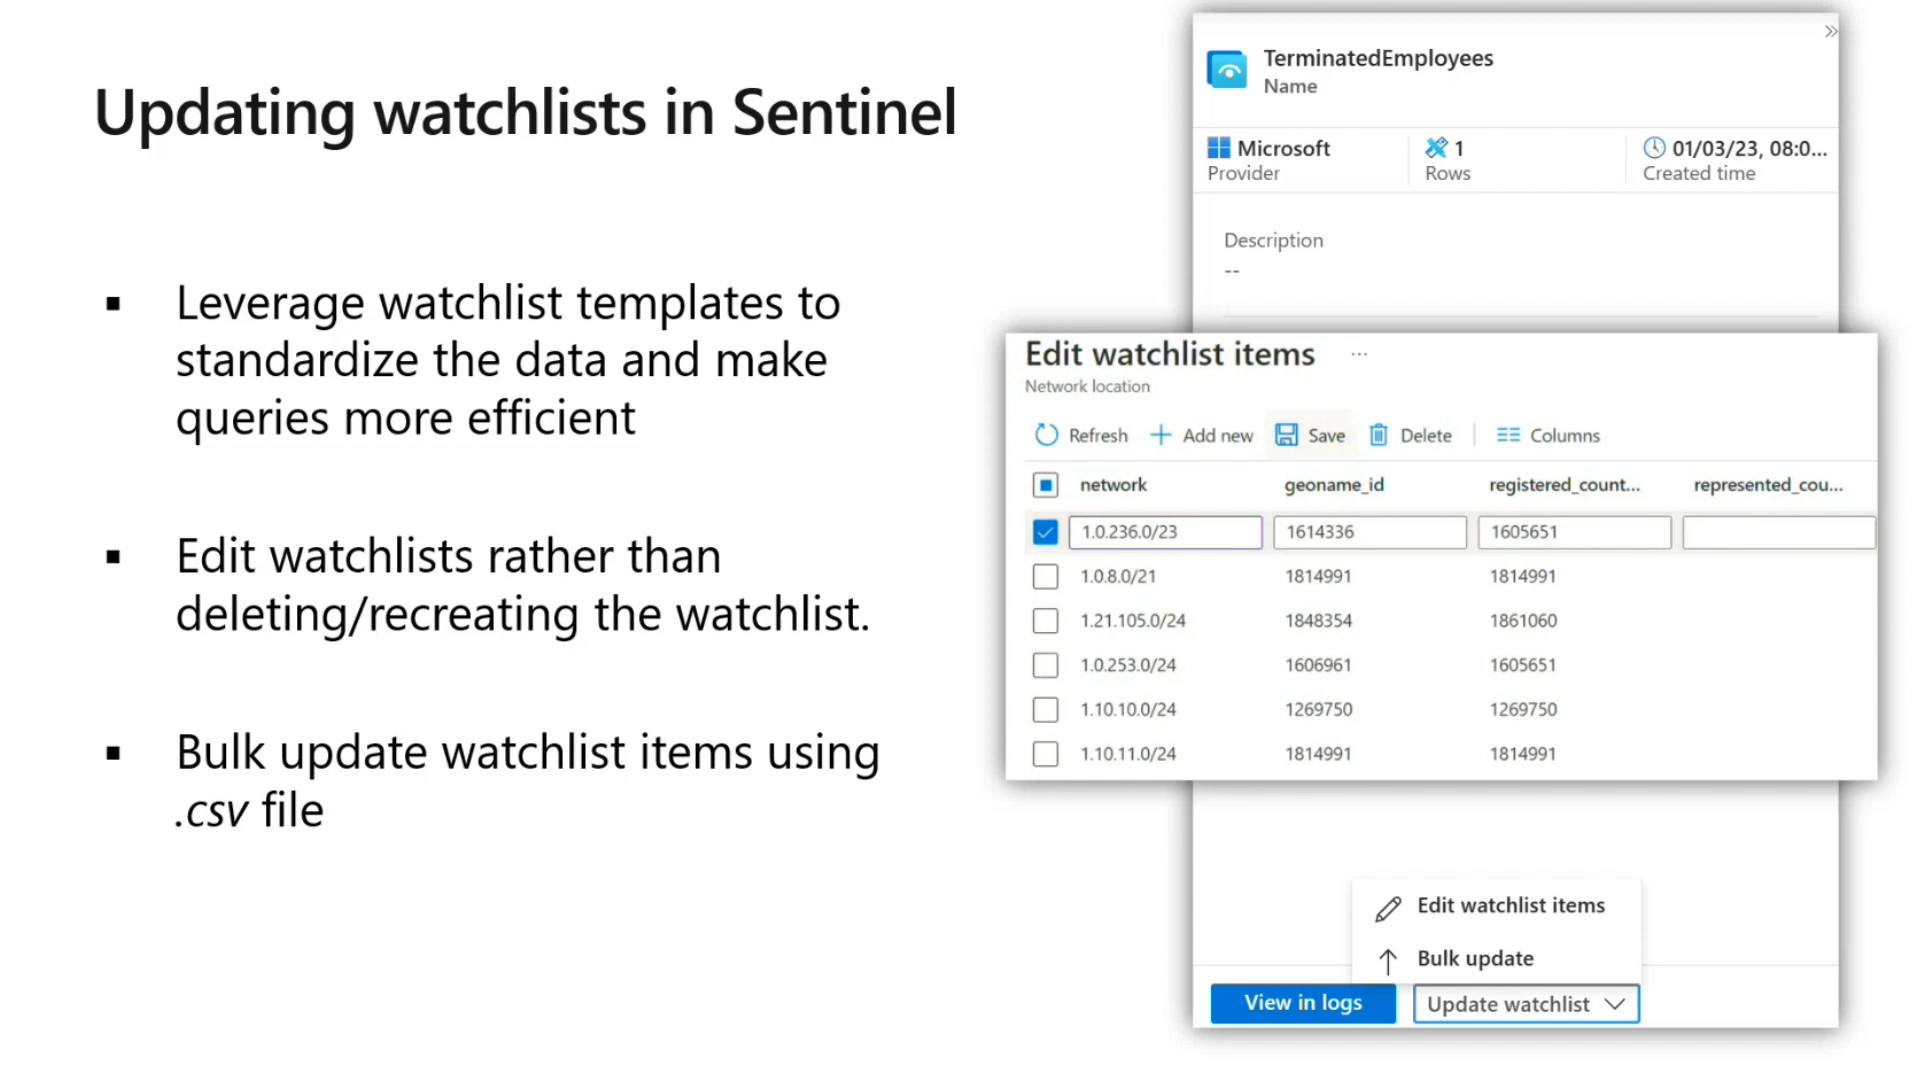 Updating watchlists in Sentinel
▪ Leverage watchlist templates to
standardize the data and make
queries more efficient
▪ Edit watchlists rather than
deleting/recreating the watchlist.
▪ Bulk update watchlist items using
.csv file
TerminatedEmployees
Name
Microsoft 1 01/03/23, 08:0...
Provider Rows Created time
Description
--
Edit watchlist items ...
Network location
Refresh Add new Save Delete Columns
network geoname_id registered_count... represented_cou...
1.0.236.0/23 1614336 1605651
1.0.8.0/21 1814991 1814991
1.21.105.0/24 1848354 1861060
1.0.253.0/24 1606961 1605651
1.10.10.0/24 1269750 1269750
1.10.11.0/24 1814991 1814991
Edit watchlist items
Bulk update
View in logs Update watchlist